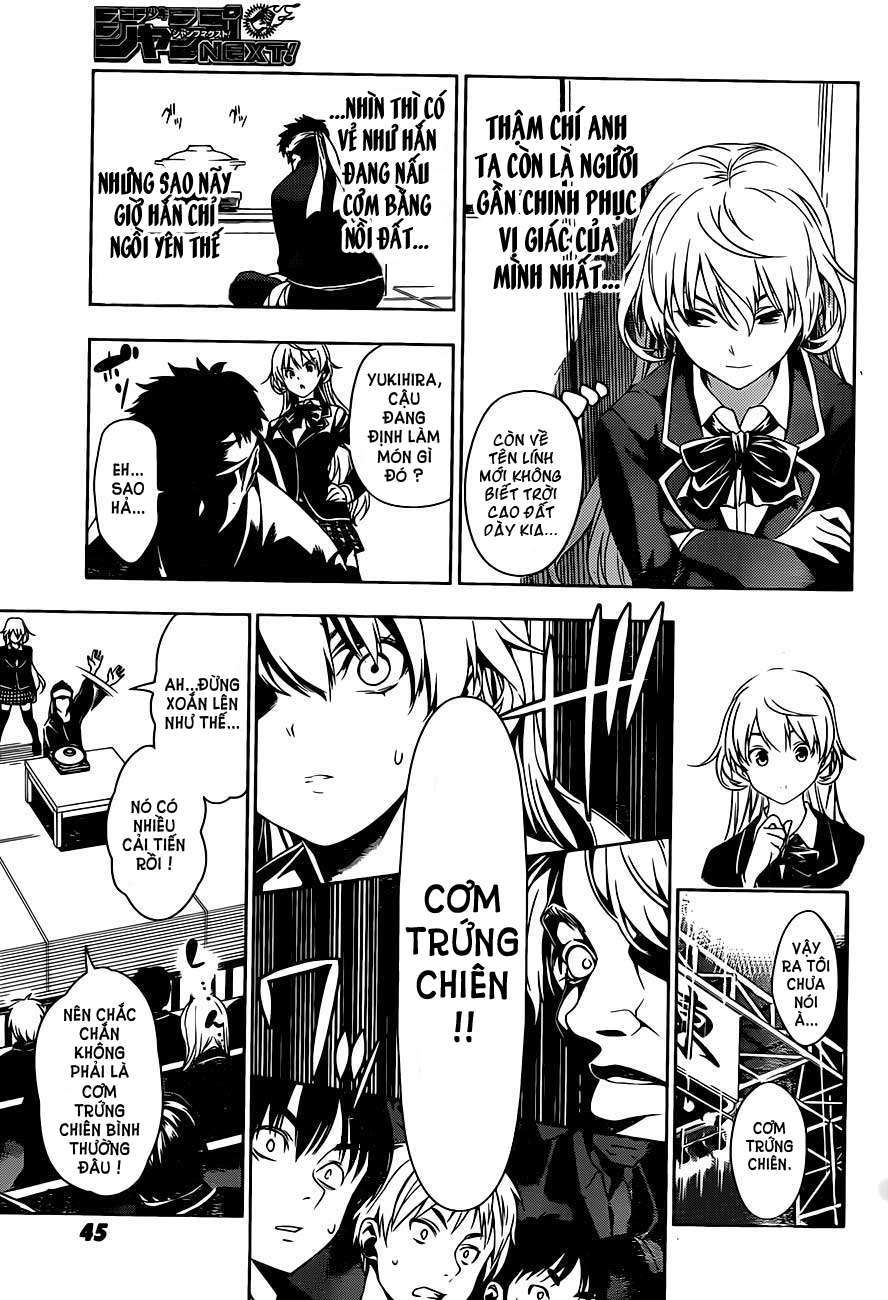 ジャンプ
NEXT!
THẬM CHÍ ANH
TA CÒN LÀ NGƯỜI
GẦN CHINH PHỤC
VỊ GIÁC CỦA
MÌNH NHẤT...
CÒN VỀ
TÊN LÍNH
MỚI KHÔNG
BIẾT TRỜI
CAO ĐẤT
DÀY KIA...
...NHÌN THÌ CÓ
VẺ NHƯ HẮN
ĐANG NẤU
CƠM BẰNG
NỒI ĐẤT...
NHƯNG SAO NÃY
GIỜ HẮN CHỈ
NGỒI YÊN THẾ
YUKIHIRA,
CẬU
ĐANG
ĐỊNH LÀM
MÓN GÌ
ĐÓ ?
EH...
SAO
HẢ...
VẬY
RA TÔI
CHƯA
NÓI
À...
CƠM
TRỨNG
CHIÊN.
CƠM
TRỨNG
CHIÊN
!!
AH...ĐỪNG
XOẮN LÊN
NHƯ THẾ...
NÓ CÓ
NHIỀU
CẢI TIẾN
RỒI !
NÊN CHẮC
CHẮN
KHÔNG
PHẢI LÀ
CƠM
TRỨNG
CHIÊN BÌNH
THƯỜNG
ĐÂU !
45